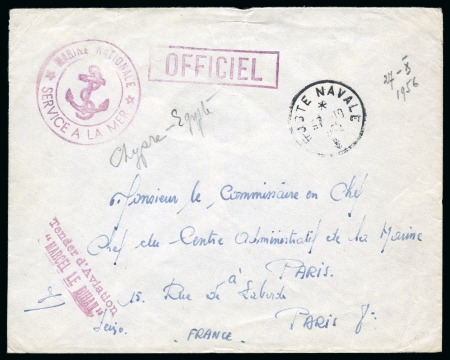 MARINE NATIONALE
SERVICE A LA MER
OFFICIEL
POSTE NAVALE
27-X
1956
Chypre-Egypte
Monsieur le Commissaire en Chef
Chef du Centre Administratif de la Marine
à
PARIS.
15. Rue de Laborde
PARIS 8e
FRANCE
Tender d'Aviation
"MARCEL LE BIHAN"